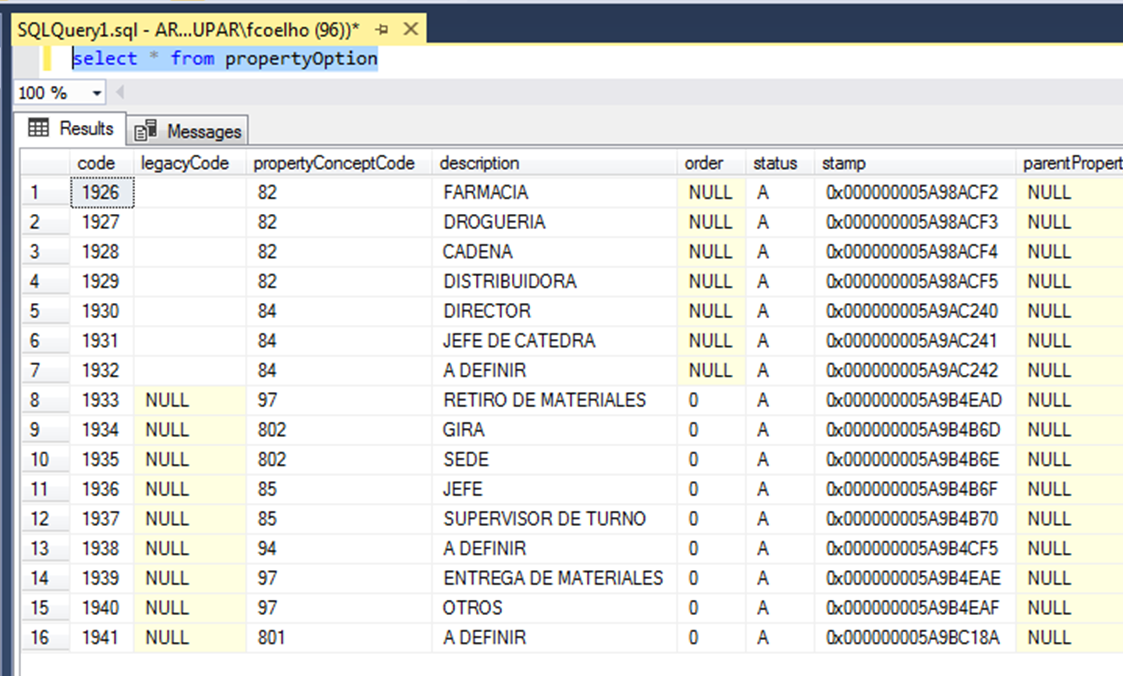 SQLQuery1.sql - AR...UPAR\fcoelho (96))*
select * from propertyOption
100 %
Results Messages
code legacyCode propertyConceptCode description order status stamp parentPropert
1 1926 82 FARMACIA NULL A 0x000000005A98ACF2 NULL
2 1927 82 DROGUERIA NULL A 0x000000005A98ACF3 NULL
3 1928 82 CADENA NULL A 0x000000005A98ACF4 NULL
4 1929 82 DISTRIBUIDORA NULL A 0x000000005A98ACF5 NULL
5 1930 84 DIRECTOR NULL A 0x000000005A9AC240 NULL
6 1931 84 JEFE DE CATEDRA NULL A 0x000000005A9AC241 NULL
7 1932 84 A DEFINIR NULL A 0x000000005A9AC242 NULL
8 1933 NULL 97 RETIRO DE MATERIALES 0 A 0x000000005A9B4EAD NULL
9 1934 NULL 802 GIRA 0 A 0x000000005A9B4B6D NULL
10 1935 NULL 802 SEDE 0 A 0x000000005A9B4B6E NULL
11 1936 NULL 85 JEFE 0 A 0x000000005A9B4B6F NULL
12 1937 NULL 85 SUPERVISOR DE TURNO 0 A 0x000000005A9B4B70 NULL
13 1938 NULL 94 A DEFINIR 0 A 0x000000005A9B4CF5 NULL
14 1939 NULL 97 ENTREGA DE MATERIALES 0 A 0x000000005A9B4EAE NULL
15 1940 NULL 97 OTROS 0 A 0x000000005A9B4EAF NULL
16 1941 NULL 801 A DEFINIR 0 A 0x000000005A9BC18A NULL